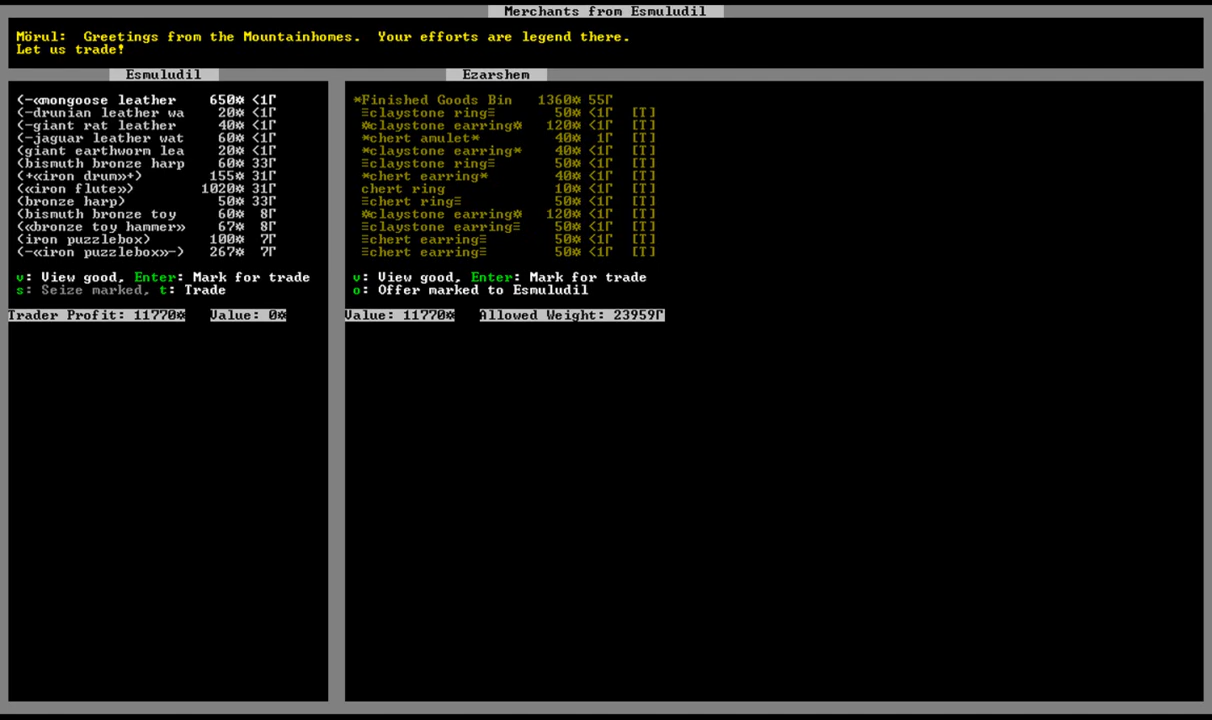 Merchants from Esmuludil
Mörul:  Greetings from the Mountainhomes.  Your efforts are legend there.
Let us trade!
Esmuludil
(-«mongoose leather 650☼ <1Γ
(-drunian leather wa 20☼ <1Γ
(-giant rat leather 40☼ <1Γ
(-jaguar leather wat 60☼ <1Γ
(giant earthworm lea 20☼ <1Γ
(bismuth bronze harp 60☼ 33Γ
(+«iron drum»+) 155☼ 31Γ
(«iron flute») 1020☼ 31Γ
(bronze harp) 50☼ 33Γ
(bismuth bronze toy 60☼ 8Γ
(«bronze toy hammer» 67☼ 8Γ
(iron puzzlebox) 100☼ 7Γ
(-«iron puzzlebox»-) 267☼ 7Γ
v: View good, Enter: Mark for trade
s: Seize marked, t: Trade
Trader Profit: 11770☼ Value: 0☼
Ezarshem
*Finished Goods Bin 1360☼ 55Γ
≡claystone ring≡ 50☼ <1Γ [T]
☼claystone earring☼ 120☼ <1Γ [T]
*chert amulet* 40☼ 1Γ [T]
*claystone earring* 40☼ <1Γ [T]
≡claystone ring≡ 50☼ <1Γ [T]
*chert earring* 40☼ <1Γ [T]
chert ring 10☼ <1Γ [T]
≡chert ring≡ 50☼ <1Γ [T]
☼claystone earring☼ 120☼ <1Γ [T]
≡claystone earring≡ 50☼ <1Γ [T]
≡chert earring≡ 50☼ <1Γ [T]
≡chert earring≡ 50☼ <1Γ [T]
v: View good, Enter: Mark for trade
o: Offer marked to Esmuludil
Value: 11770☼ Allowed Weight: 23959Γ